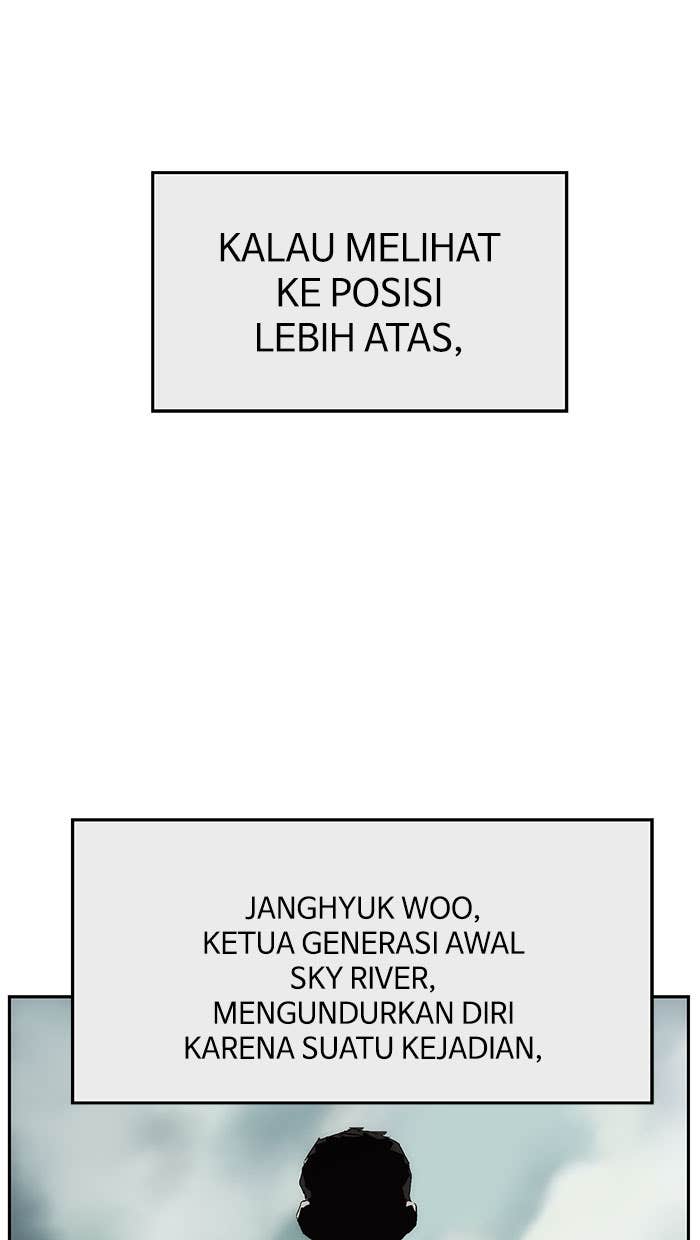 KALAU MELIHAT
KE POSISI
LEBIH ATAS,
JANGHYUK WOO,
KETUA GENERASI AWAL
SKY RIVER,
MENGUNDURKAN DIRI
KARENA SUATU KEJADIAN,